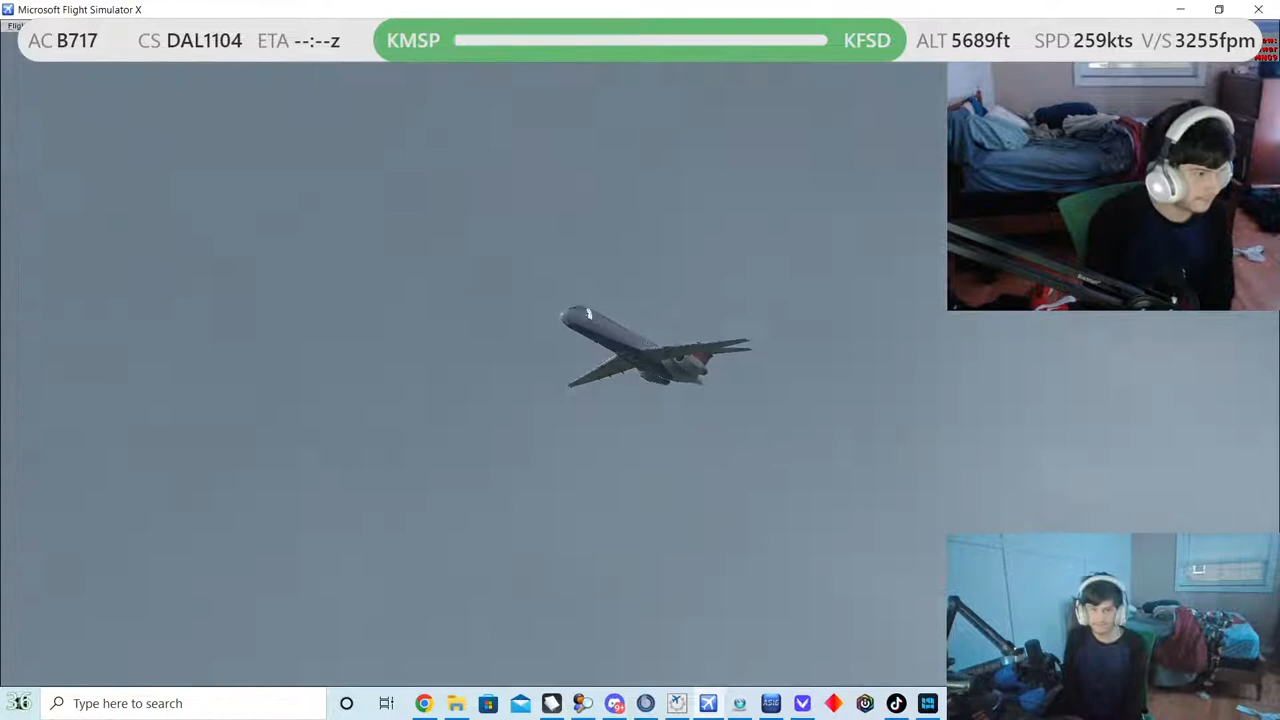 Microsoft Flight Simulator X
Fligh
AC B717 CS DAL1104 ETA --:--z KMSP KFSD ALT 5689ft SPD 259kts V/S 3255fpm
Type here to search